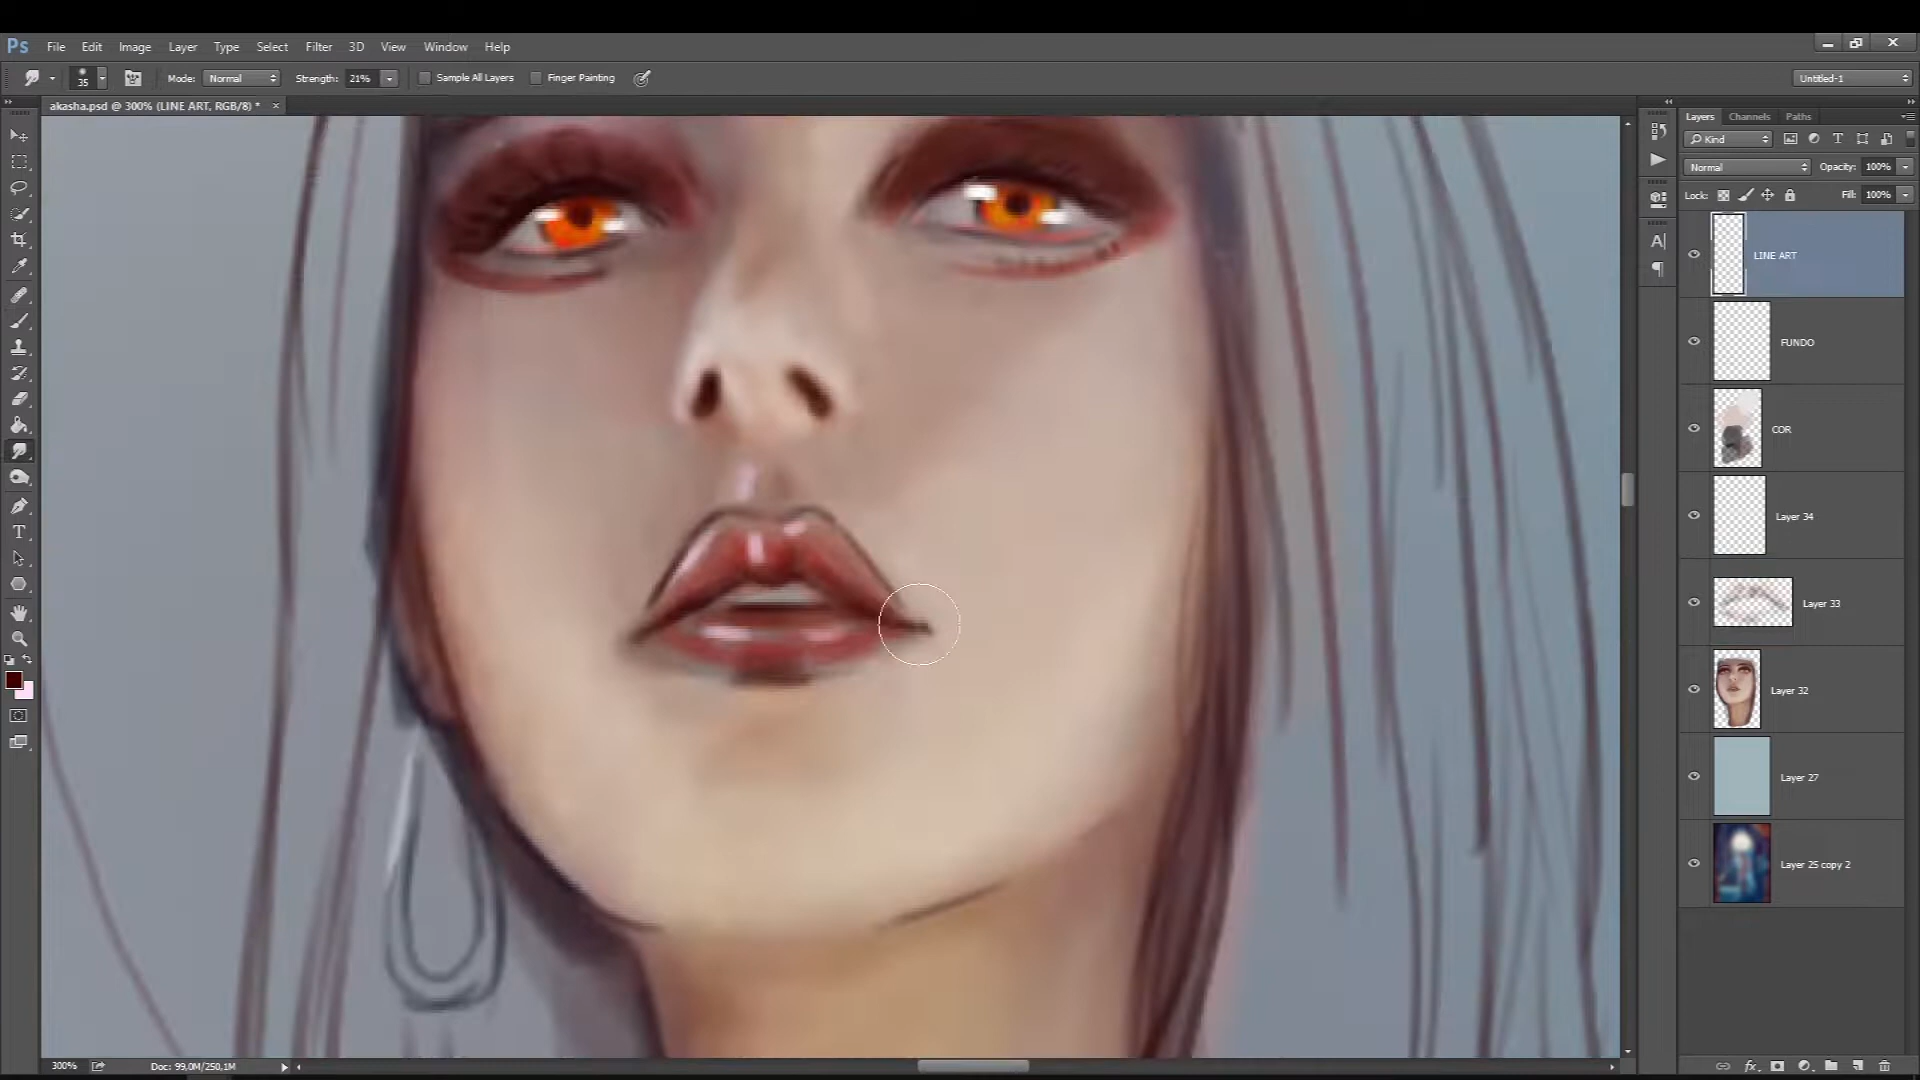 Ps File Edit Image Layer Type Select Filter 3D View Window Help
35 Mode: Normal Strength: 21% Sample All Layers Finger Painting Untitled-1
akasha.psd @ 300% (LINE ART, RGB/8) * ×
Layers Channels Paths
Kind
Normal Opacity: 100%
Lock: Fill: 100%
LINE ART
FUNDO
COR
Layer 34
Layer 33
Layer 32
Layer 27
Layer 25 copy 2
300% Doc: 99,0M/250,1M